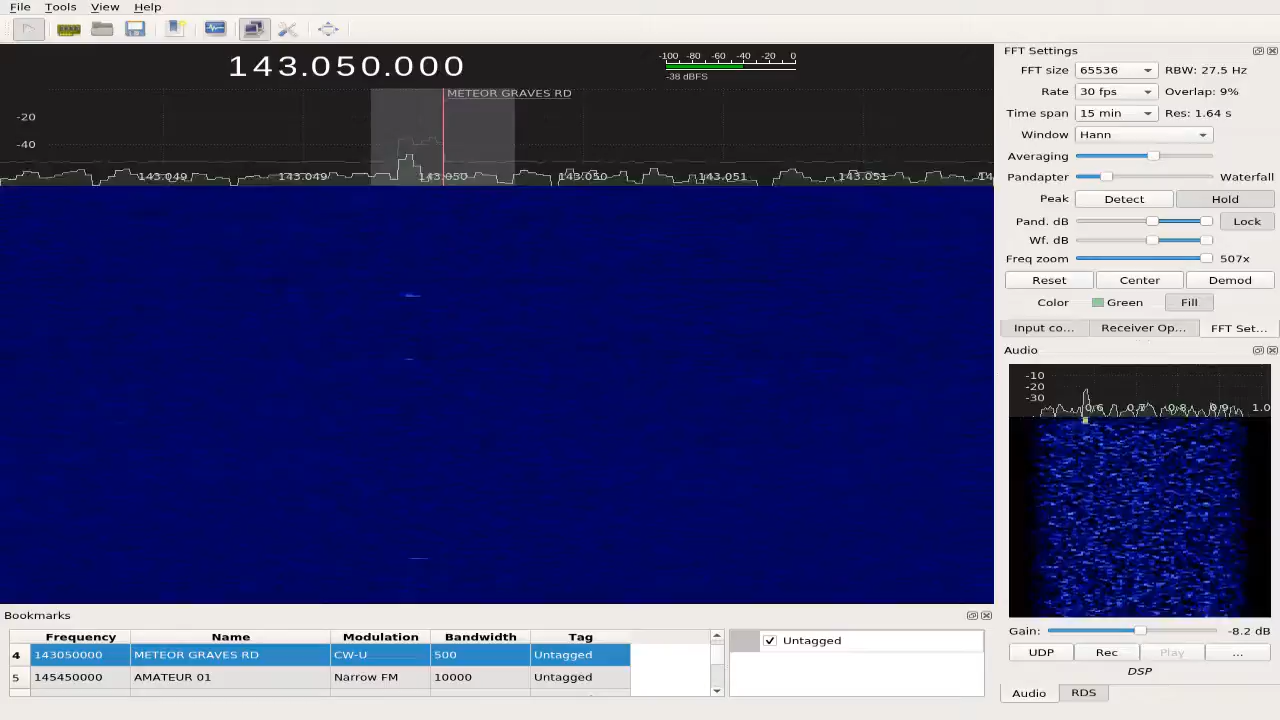 File Tools View Help
143.050.000
-100 -80 -60 -40 -20 0
-38 dBFS
METEOR GRAVES RD
-20
-40
143.049 143.049 143.050 143.050 143.051 143.051
FFT Settings
FFT size 65536 RBW: 27.5 Hz
Rate 30 fps Overlap: 9%
Time span 15 min Res: 1.64 s
Window Hann
Averaging
Pandapter Waterfall
Peak Detect Hold
Pand. dB Lock
Wf. dB
Freq zoom 507x
Reset Center Demod
Color Green Fill
Input co... Receiver Op... FFT Set...
Audio
-10
-20
-30
0.6 0.7 0.8 0.9 1.0
Gain: -8.2 dB
UDP Rec Play ...
DSP
Audio RDS
Bookmarks
Frequency Name Modulation Bandwidth Tag
4 143050000 METEOR GRAVES RD CW-U 500 Untagged
5 145450000 AMATEUR 01 Narrow FM 10000 Untagged
Untagged